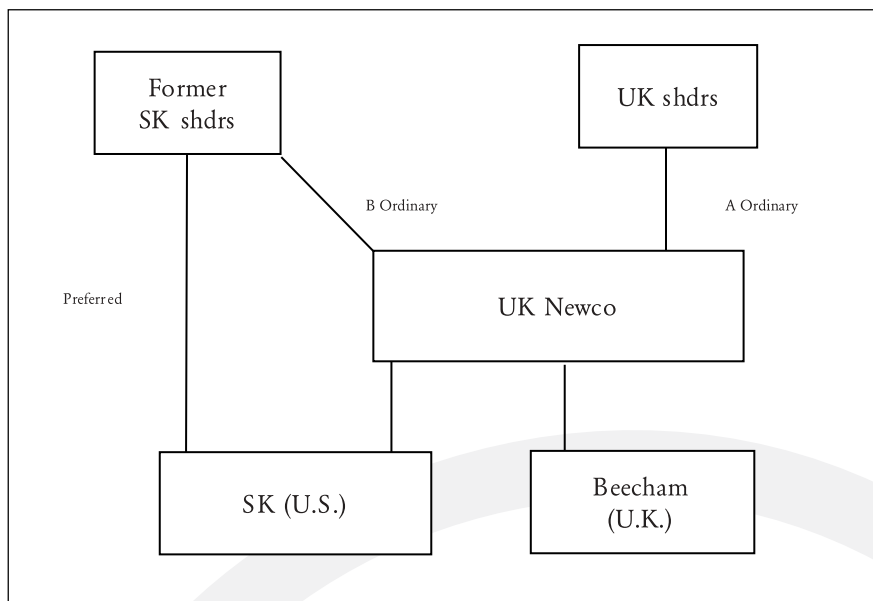 Former
SK shdrs
UK shdrs
B Ordinary
A Ordinary
Preferred
UK Newco
SK (U.S.)
Beecham
(U.K.)